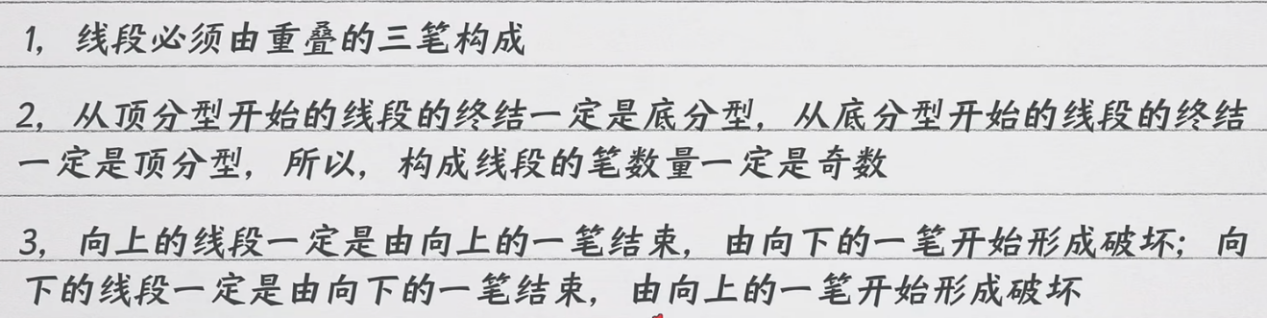 1，线段必须由重叠的三笔构成
2，从顶分型开始的线段的终结一定是底分型，从底分型开始的线段的终结
一定是顶分型，所以，构成线段的笔数量一定是奇数
3，向上的线段一定是由向上的一笔结束，由向下的一笔开始形成破坏；向
下的线段一定是由向下的一笔结束，由向上的一笔开始形成破坏